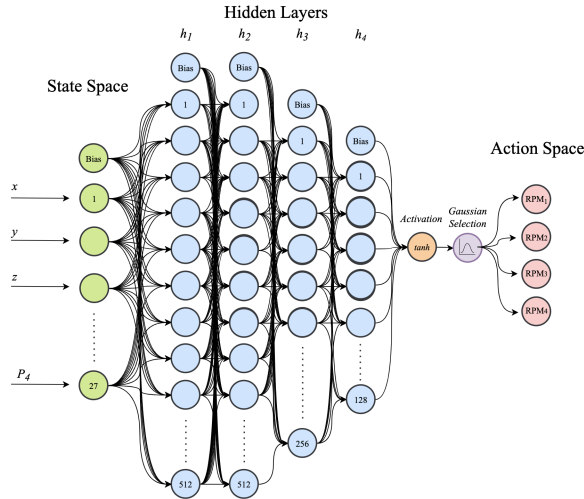 Hidden Layers
h1
h2
h3
h4
State Space
Action Space
Bias
1
27
x
y
z
P4
Bias
1
512
Bias
1
512
Bias
1
256
Bias
1
128
Activation
tanh
Gaussian
Selection
RPM1
RPM2
RPM3
RPM4